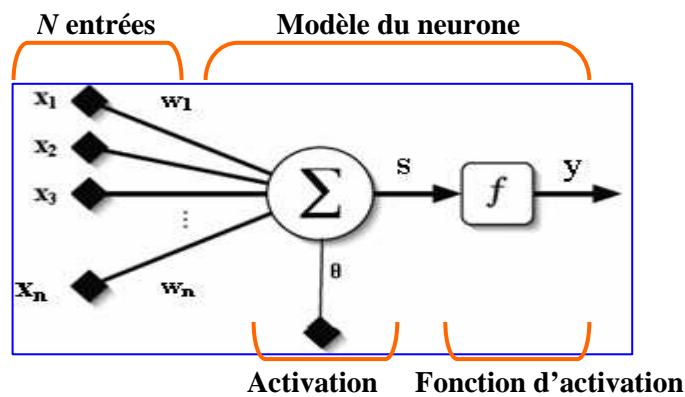 N entrées Modèle du neurone
x1 w1
x2
x3 Σ s f y
⋮
xn wn θ
Activation Fonction d'activation